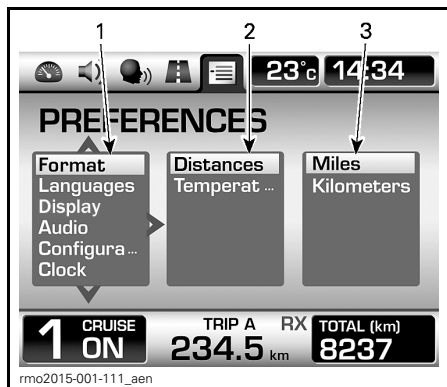 1 2 3
23°c 14:34
PREFERENCES
Format Distances Miles
Languages Temperat ... Kilometers
Display
Audio
Configura ...
Clock
1 CRUISE ON TRIP A 234.5 km RX TOTAL (km) 8237
rmo2015-001-111_aen